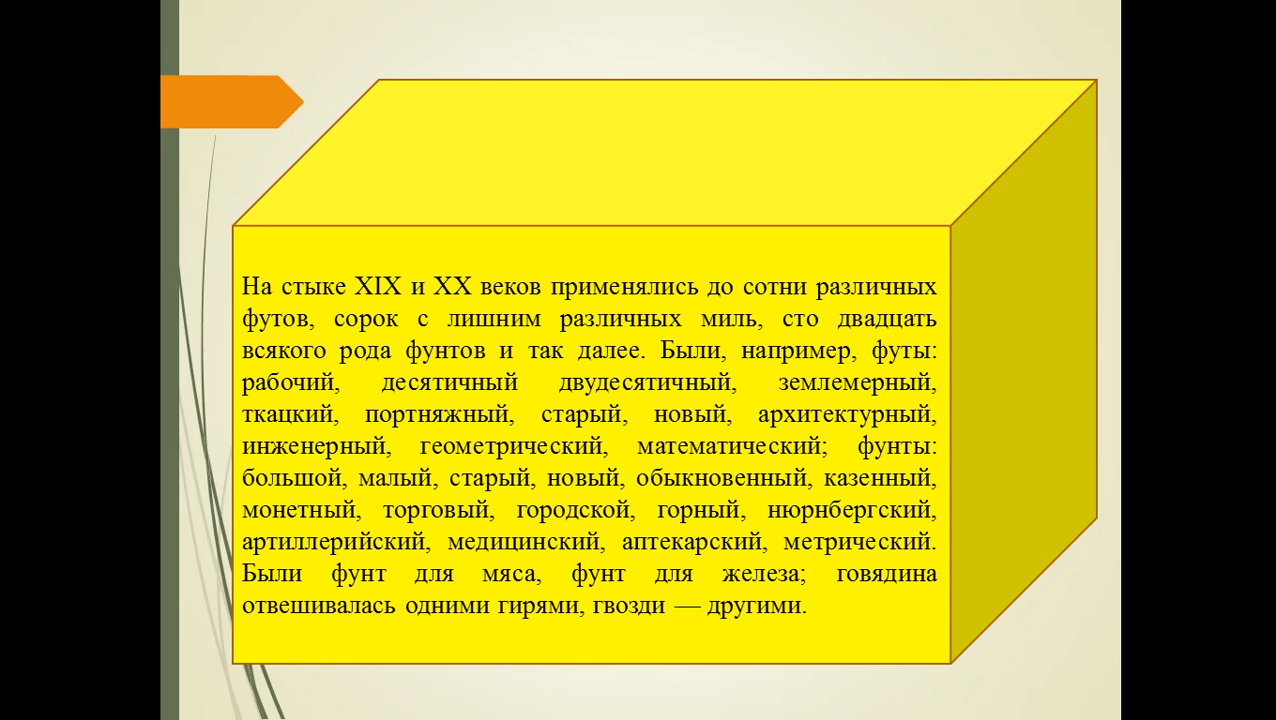 На стыке XIX и XX веков применялись до сотни различных
футов, сорок с лишним различных миль, сто двадцать
всякого рода фунтов и так далее. Были, например, футы:
рабочий, десятичный двудесятичный, землемерный,
ткацкий, портняжный, старый, новый, архитектурный,
инженерный, геометрический, математический; фунты:
большой, малый, старый, новый, обыкновенный, казенный,
монетный, торговый, городской, горный, нюрнбергский,
артиллерийский, медицинский, аптекарский, метрический.
Были фунт для мяса, фунт для железа; говядина
отвешивалась одними гирями, гвозди — другими.